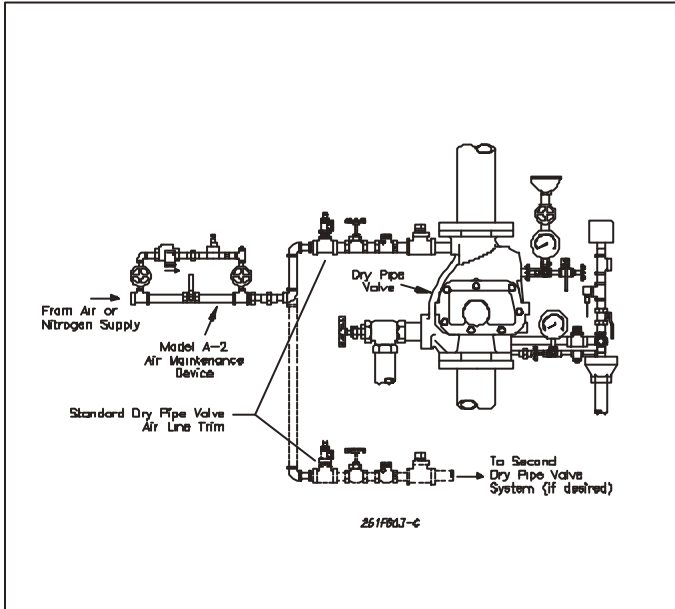 Dry Pipe
Valve
From Air or
Nitrogen Supply
Model A-2
Air Maintenance
Device
Standard Dry Pipe Valve
Air Line Trim
To Second
Dry Pipe Valve
System (if desired)